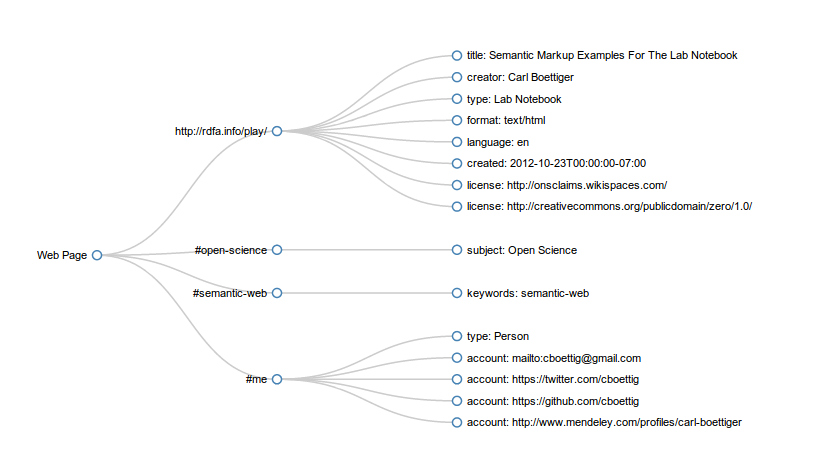 title: Semantic Markup Examples For The Lab Notebook
creator: Carl Boettiger
type: Lab Notebook
format: text/html
http://rdfa.info/play/
language: en
created: 2012-10-23T00:00:00-07:00
license: http://onsclaims.wikispaces.com/
license: http://creativecommons.org/publicdomain/zero/1.0/
#open-science
subject: Open Science
Web Page
#semantic-web
keywords: semantic-web
type: Person
account: mailto:cboettig@gmail.com
#me
account: https://twitter.com/cboettig
account: https://github.com/cboettig
account: http://www.mendeley.com/profiles/carl-boettiger